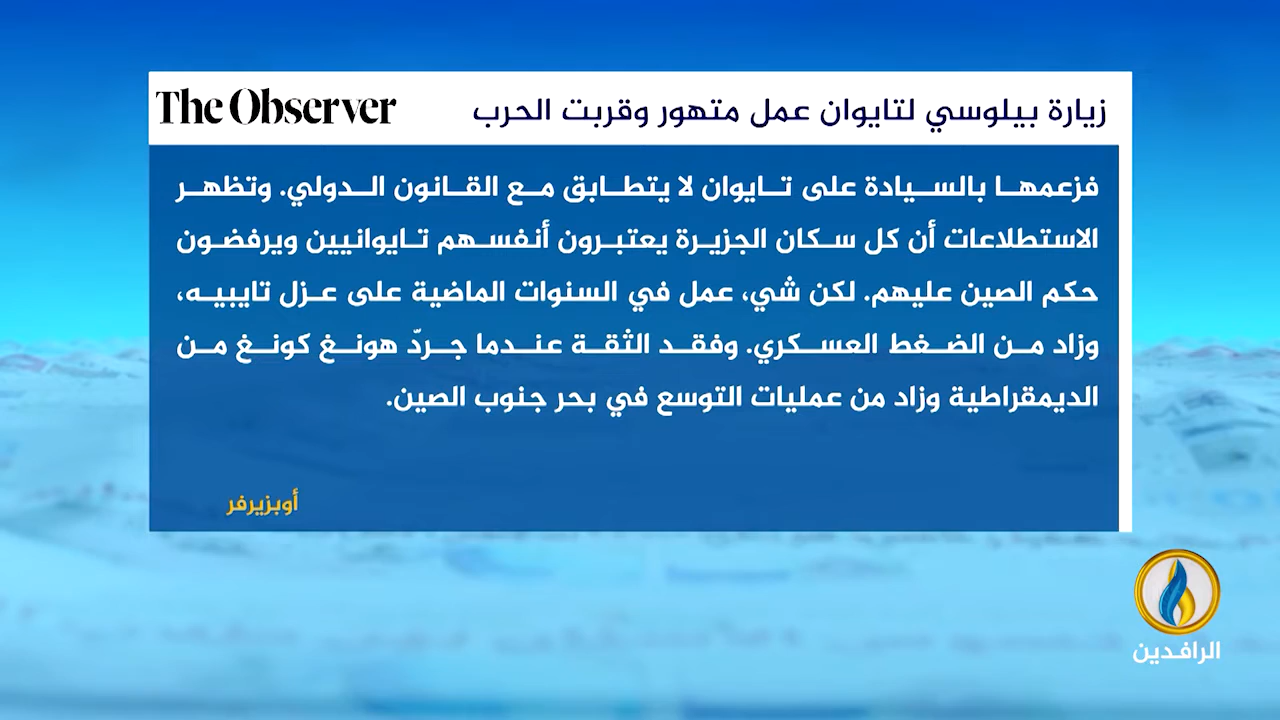 زيارة بيلوسي لتايوان عمل متهور وقربت الحرب
The Observer
فزعمها بالسيادة على تايوان لا يتطابق مع القانون الدولي. وتظهر
الاستطلاعات أن كل سكان الجزيرة يعتبرون أنفسهم تايوانيين ويرفضون
حكم الصين عليهم. لكن شي، عمل في السنوات الماضية على عزل تايبيه،
وزاد من الضغط العسكري. وفقد الثقة عندما جردّ هونغ كونغ من
الديمقراطية وزاد من عمليات التوسع في بحر جنوب الصين.
أوبزيرفر
الرافدين